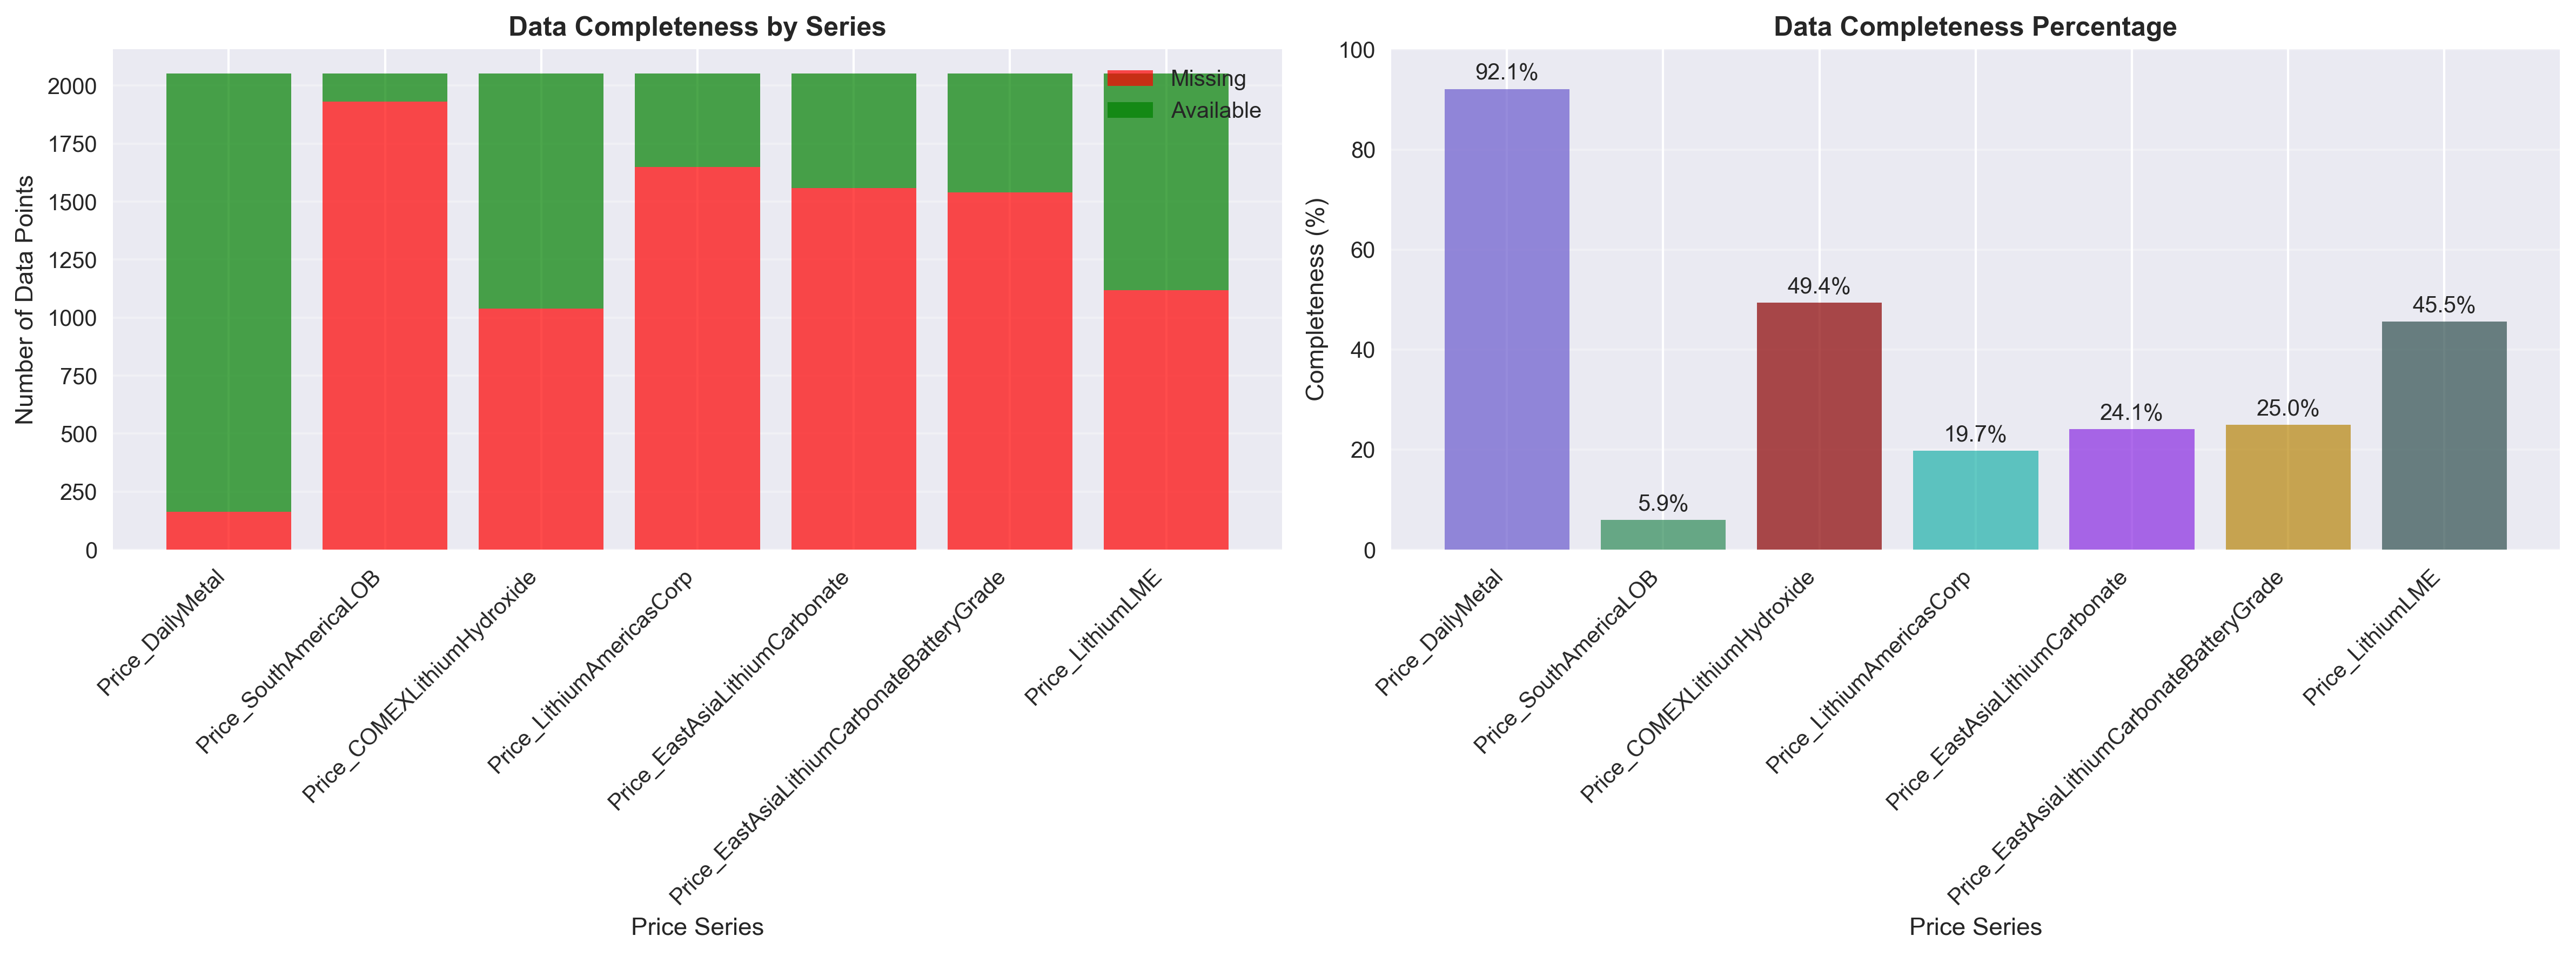 Data Completeness by Series
Number of Data Points
2000
1750
1500
1250
1000
750
500
250
0
Missing
Available
Price_DailyMetal
Price_SouthAmericaLOB
Price_COMEXLithiumHydroxide
Price_LithiumAmericasCorp
Price_EastAsiaLithiumCarbonate
Price_EastAsiaLithiumCarbonateBatteryGrade
Price_LithiumLME
Price Series
Data Completeness Percentage
Completeness (%)
100
80
60
40
20
0
92.1%
5.9%
49.4%
19.7%
24.1%
25.0%
45.5%
Price_DailyMetal
Price_SouthAmericaLOB
Price_COMEXLithiumHydroxide
Price_LithiumAmericasCorp
Price_EastAsiaLithiumCarbonate
Price_EastAsiaLithiumCarbonateBatteryGrade
Price_LithiumLME
Price Series